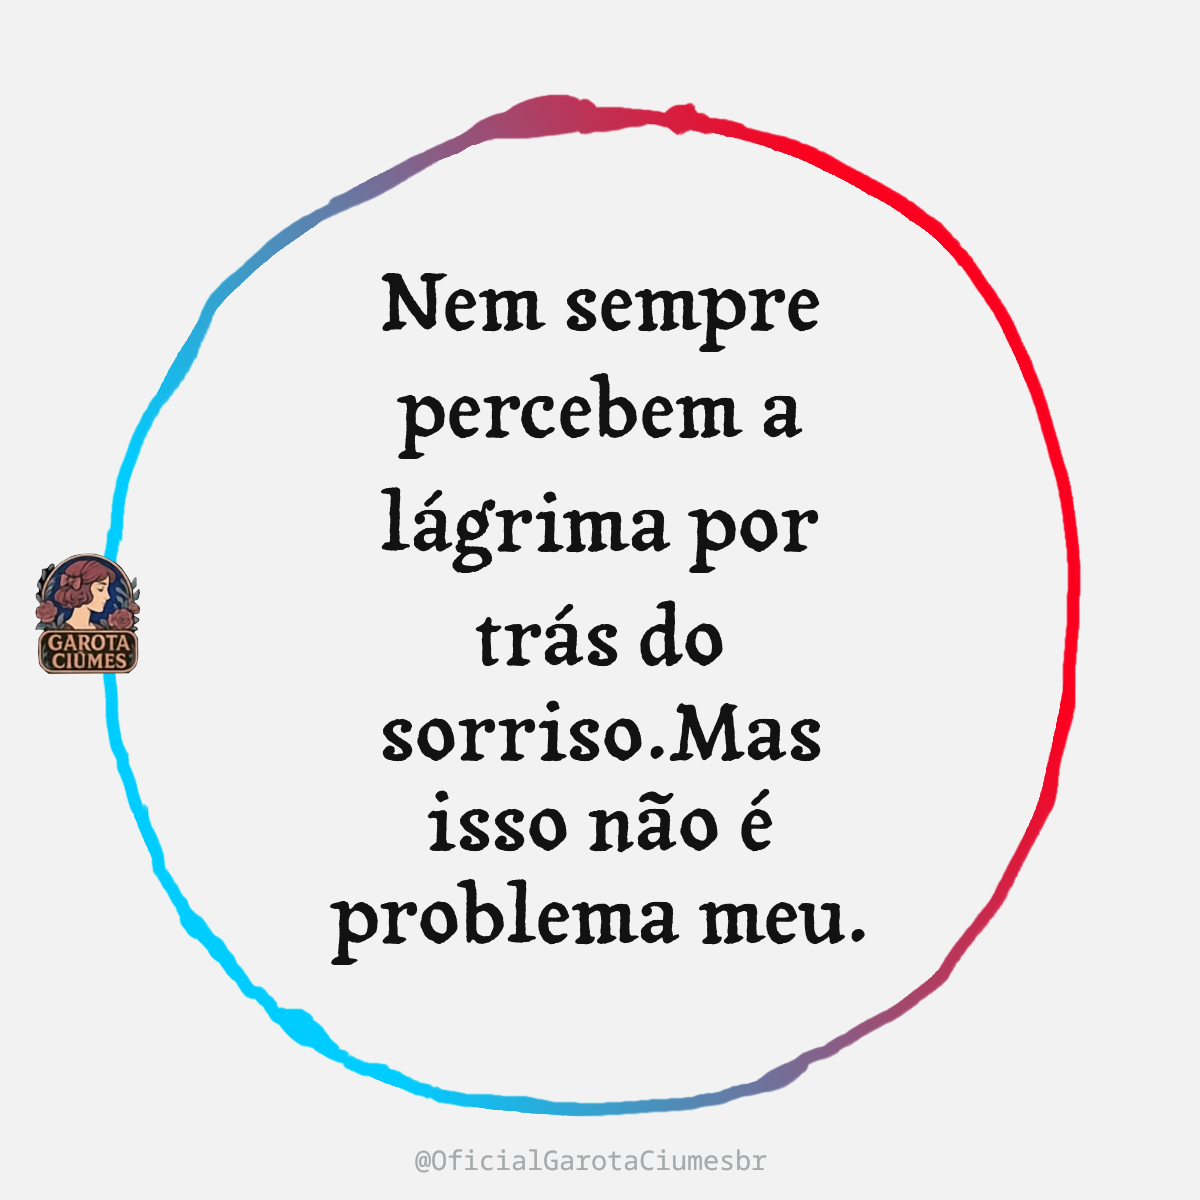 Nem sempre
percebem a
lágrima por
trás do
sorriso.Mas
isso não é
problema meu.
GAROTA
CIÚMES
@OficialGarotaCiumesbr